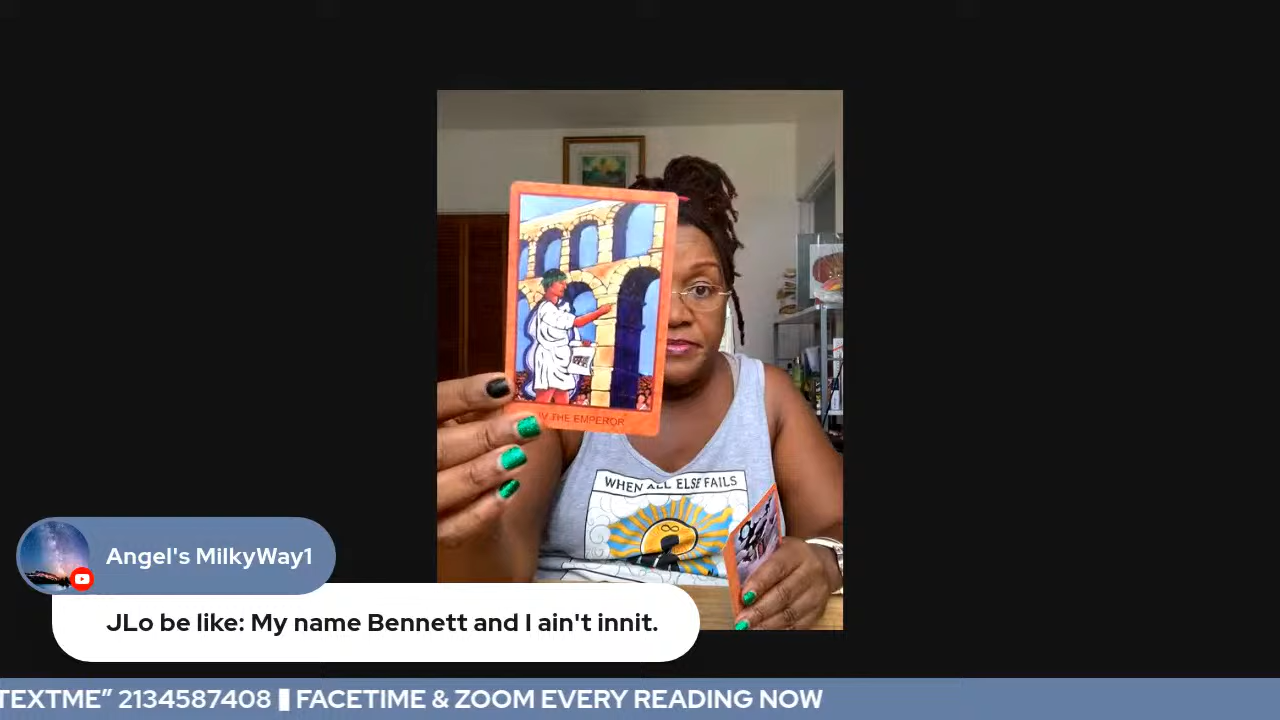 IV THE EMPEROR
WHEN ALL ELSE FAILS
Angel's MilkyWay1
JLo be like: My name Bennett and I ain't innit.
TEXTME” 2134587408 ▮ FACETIME & ZOOM EVERY READING NOW